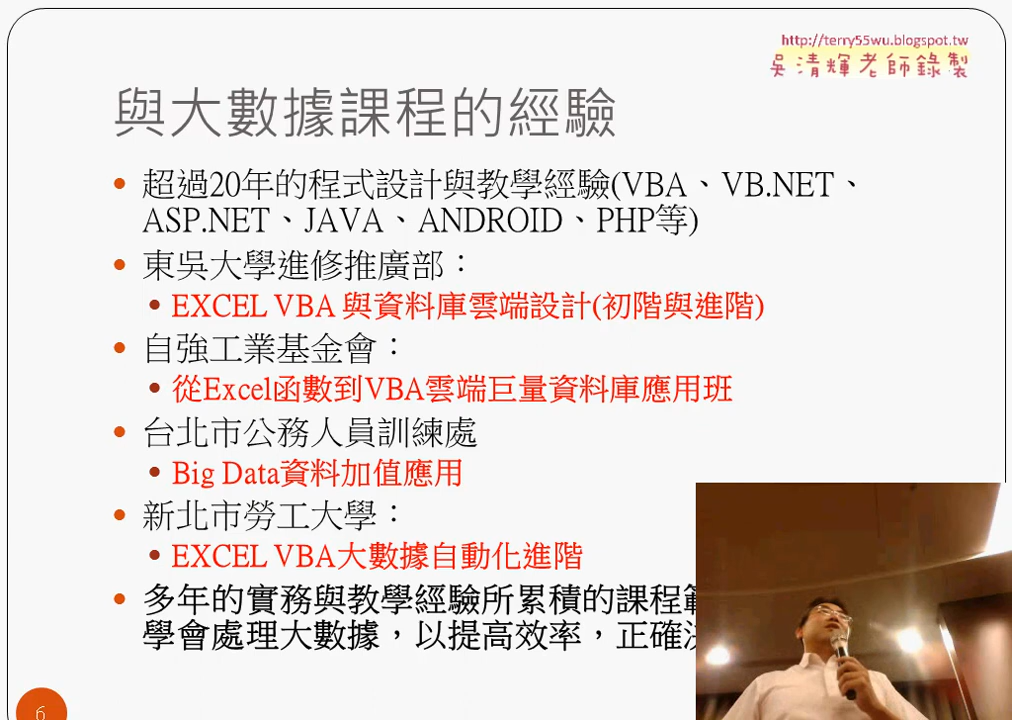 http://terry55wu.blogspot.tw
吳清輝老師錄製
與大數據課程的經驗
超過20年的程式設計與教學經驗(VBA、VB.NET、
ASP.NET、JAVA、ANDROID、PHP等)
東吳大學進修推廣部：
EXCEL VBA 與資料庫雲端設計(初階與進階)
自強工業基金會：
從Excel函數到VBA雲端巨量資料庫應用班
台北市公務人員訓練處
Big Data資料加值應用
新北市勞工大學：
EXCEL VBA大數據自動化進階
多年的實務與教學經驗所累積的課程
學會處理大數據，以提高效率，正確
6